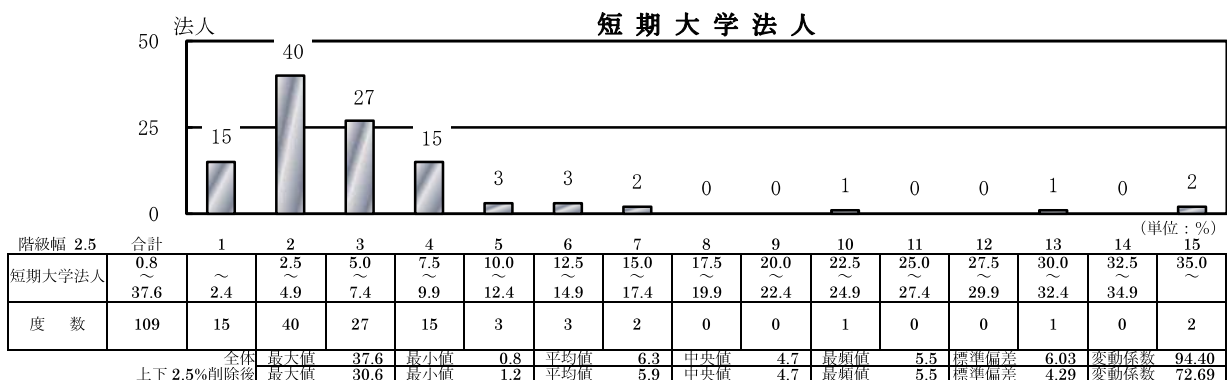 法人
短期大学法人
50
25
0
15 40 27 15 3 3 2 0 0 1 0 0 1 0 2
(単位:%)
階級幅 2.5 合計 1 2 3 4 5 6 7 8 9 10 11 12 13 14 15
短期大学法人 0.8 ~ 37.6 ~ 2.4 2.5 ~ 4.9 5.0 ~ 7.4 7.5 ~ 9.9 10.0 ~ 12.4 12.5 ~ 14.9 15.0 ~ 17.4 17.5 ~ 19.9 20.0 ~ 22.4 22.5 ~ 24.9 25.0 ~ 27.4 27.5 ~ 29.9 30.0 ~ 32.4 32.5 ~ 34.9 35.0 ~
度数 109 15 40 27 15 3 3 2 0 0 1 0 0 1 0 2
全体 最大値 37.6 最小値 0.8 平均値 6.3 中央値 4.7 最頻値 5.5 標準偏差 6.03 変動係数 94.40
上下 2.5%削除後 最大値 30.6 最小値 1.2 平均値 5.9 中央値 4.7 最頻値 5.5 標準偏差 4.29 変動係数 72.69